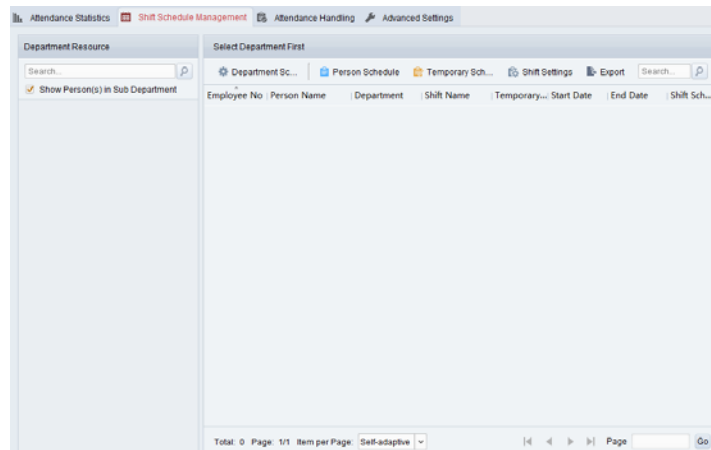 Attendance Statistics Shift Schedule Management Attendance Handling Advanced Settings
Department Resource
Search...
Show Person(s) in Sub Department
Select Department First
Department Sc... Person Schedule Temporary Sch... Shift Settings Export Search...
Employee No Person Name Department Shift Name Temporary... Start Date End Date Shift Sch...
Total: 0 Page: 1/1 Item per Page: Self-adaptive Page Go